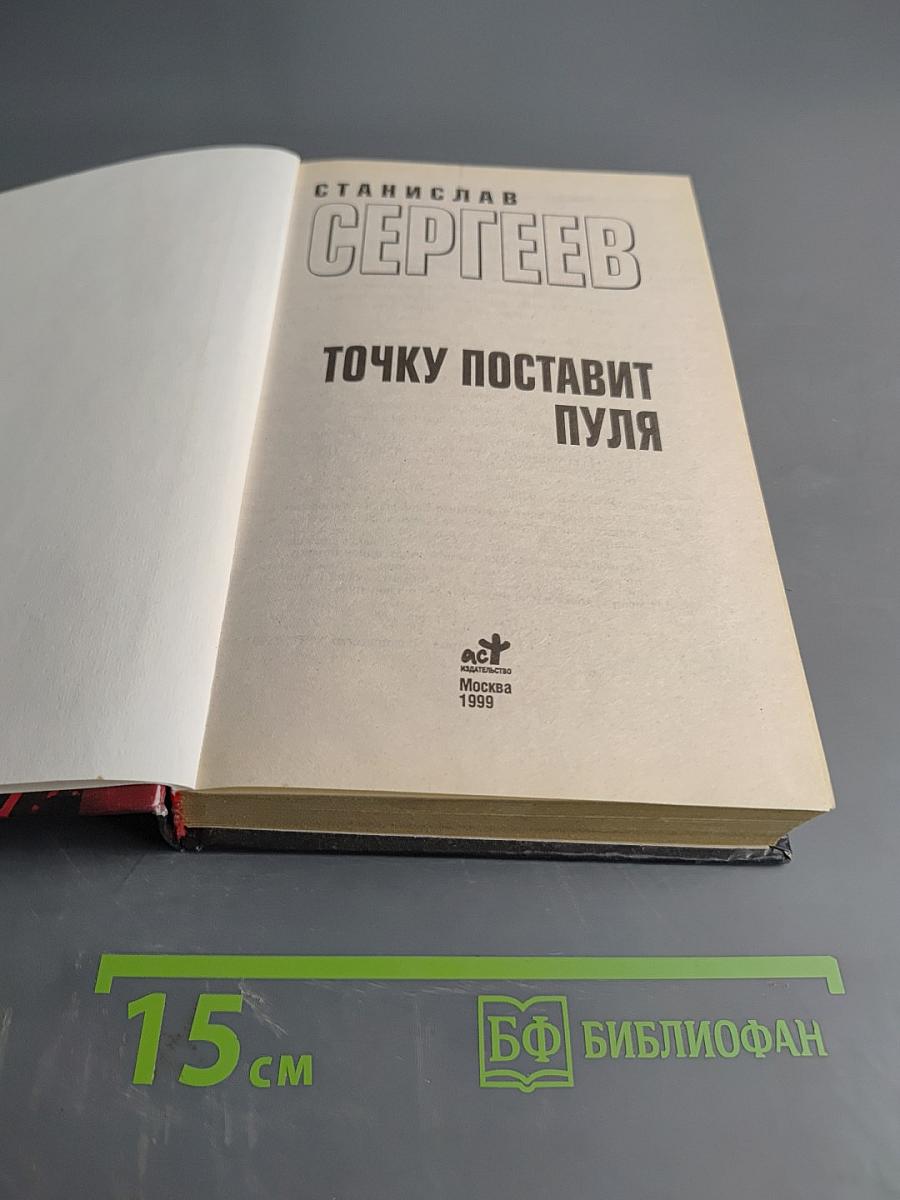 СТАНИСЛАВ
СЕРГЕЕВ
ТОЧКУ ПОСТАВИТ
ПУЛЯ
аст
ИЗДАТЕЛЬСТВО
Москва
1999
15 см
БФ БИБЛИОФАН